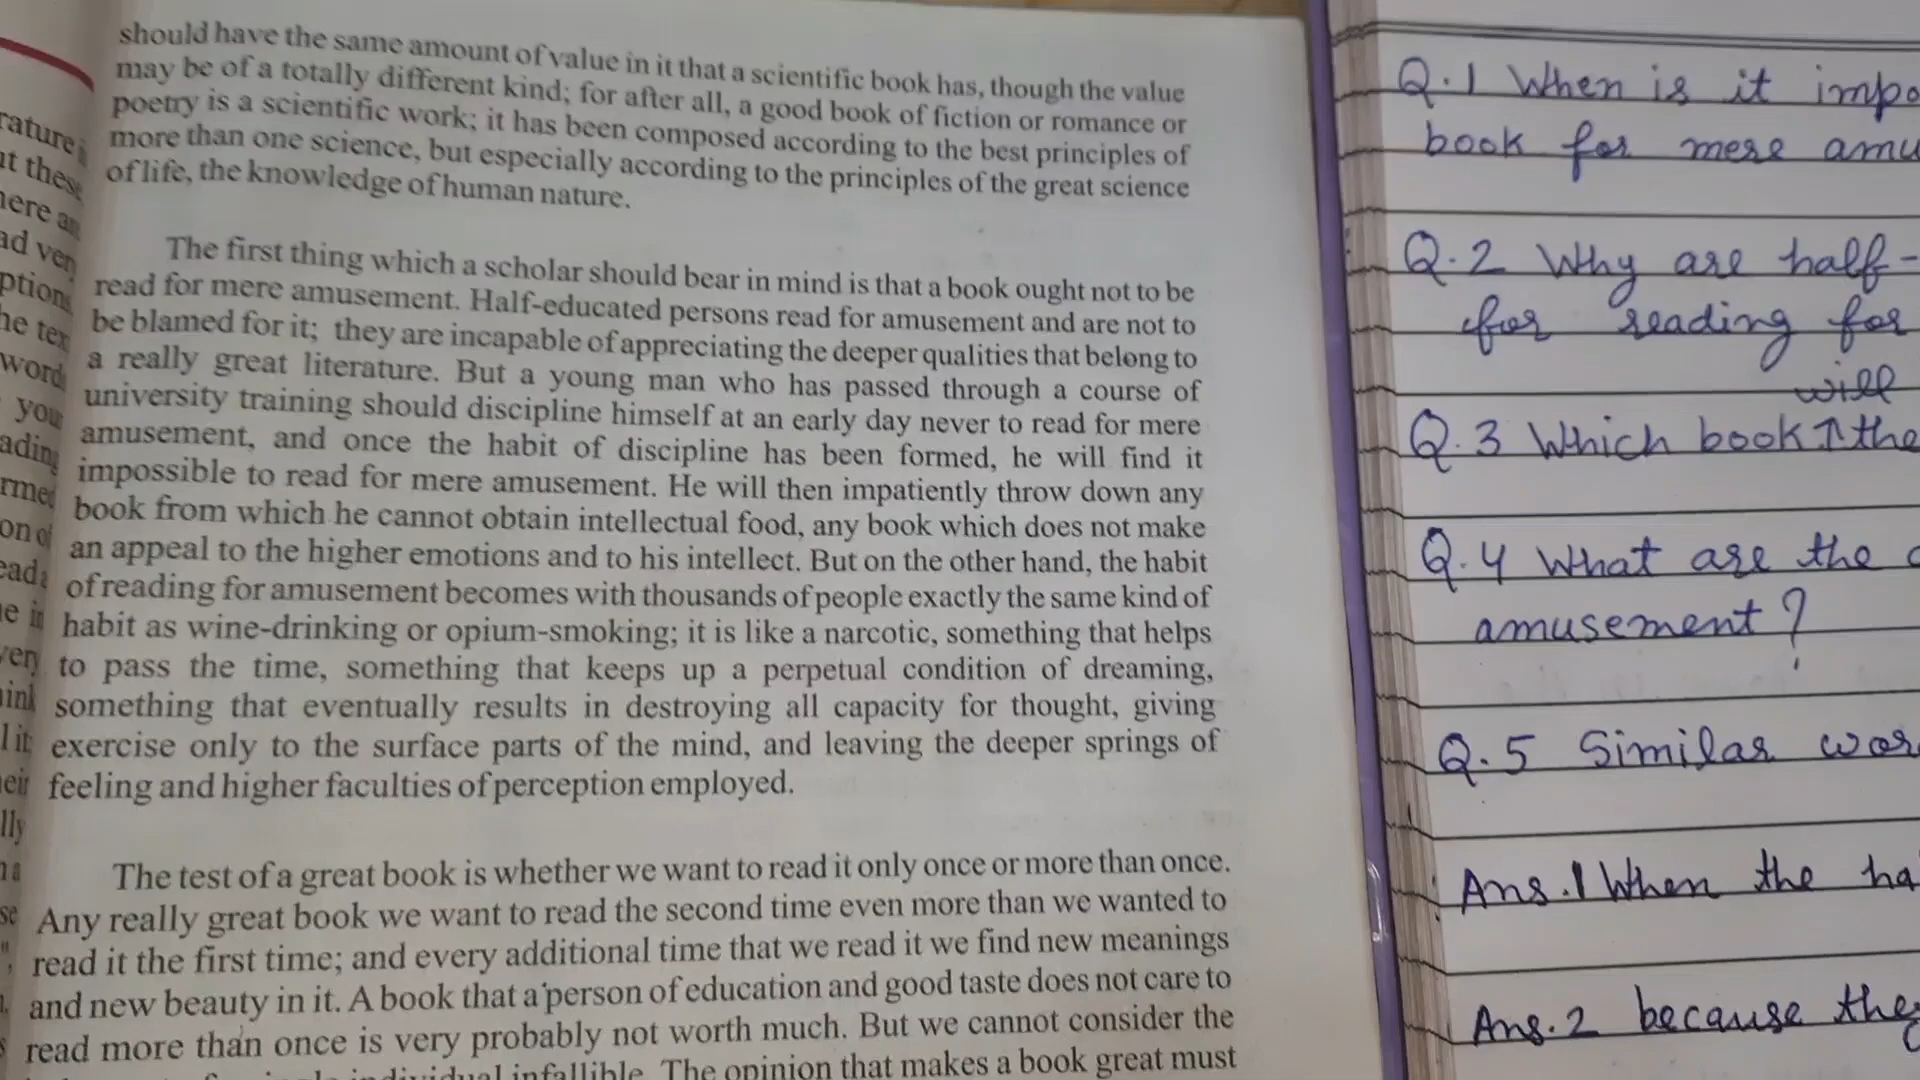 should have the same amount of value in it that a scientific book has, though the value
may be of a totally different kind; for after all, a good book of fiction or romance or
poetry is a scientific work; it has been composed according to the best principles of
more than one science, but especially according to the principles of the great science
of life, the knowledge of human nature.
The first thing which a scholar should bear in mind is that a book ought not to be
read for mere amusement. Half-educated persons read for amusement and are not to
be blamed for it; they are incapable of appreciating the deeper qualities that belong to
a really great literature. But a young man who has passed through a course of
university training should discipline himself at an early day never to read for mere
amusement, and once the habit of discipline has been formed, he will find it
impossible to read for mere amusement. He will then impatiently throw down any
book from which he cannot obtain intellectual food, any book which does not make
an appeal to the higher emotions and to his intellect. But on the other hand, the habit
of reading for amusement becomes with thousands of people exactly the same kind of
habit as wine-drinking or opium-smoking; it is like a narcotic, something that helps
to pass the time, something that keeps up a perpetual condition of dreaming,
something that eventually results in destroying all capacity for thought, giving
exercise only to the surface parts of the mind, and leaving the deeper springs of
feeling and higher faculties of perception employed.
The test of a great book is whether we want to read it only once or more than once.
Any really great book we want to read the second time even more than we wanted to
read it the first time; and every additional time that we read it we find new meanings
and new beauty in it. A book that a person of education and good taste does not care to
read more than once is very probably not worth much. But we cannot consider the
individual infallible. The opinion that makes a book great must
Q.1 When is it impo
book for mere amu
Q.2 Why are half-
for reading for
will
Q.3 Which book↑the
Q.4 What are the
amusement?
Q.5 Similar wor
Ans.1 When the ha
Ans.2 because they